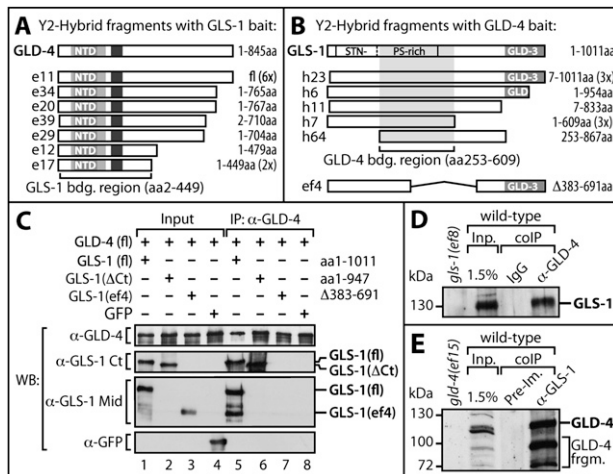 A Y2-Hybrid fragments with GLS-1 bait:
GLD-4 NTD 1-845aa
e11 NTD fl (6x)
e34 NTD 1-765aa
e20 NTD 1-767aa
e39 NTD 2-710aa
e29 NTD 1-704aa
e12 NTD 1-479aa
e17 NTD 1-449aa (2x)
GLS-1 bdg. region (aa2-449)
B Y2-Hybrid fragments with GLD-4 bait:
GLS-1 STN- PS-rich GLD-3 1-1011aa
h23 GLD-3 7-1011aa (3x)
h6 GLD 1-954aa
h11 7-833aa
h7 1-609aa (3x)
h64 253-867aa
GLD-4 bdg. region (aa253-609)
ef4 GLD-3 Δ383-691aa
C Input IP: α-GLD-4
GLD-4 (fl) + + + + + + + +
GLS-1 (fl) + + aa1-1011
GLS-1(ΔCt) + + aa1-947
GLS-1(ef4) + + Δ383-691
GFP + +
WB:
α-GLD-4
α-GLS-1 Ct GLS-1(fl)
GLS-1(ΔCt)
α-GLS-1 Mid GLS-1(fl)
GLS-1(ef4)
α-GFP
1 2 3 4 5 6 7 8
D wild-type
gls-1(ef8) Inp. coIP
1.5% IgG α-GLD-4
kDa
130 GLS-1
E wild-type
gld-4(ef15) Inp. coIP
1.5% Pre-Im. α-GLS-1
kDa
130 GLD-4
100 GLD-4
72 frgm.